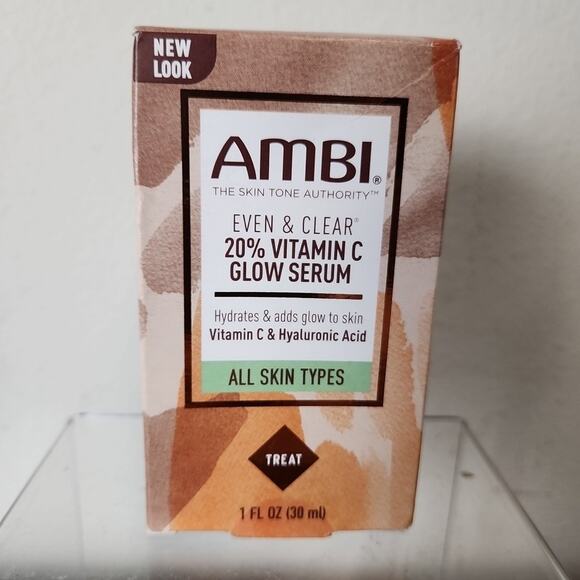 NEW
LOOK
AMBI®
THE SKIN TONE AUTHORITY™
EVEN & CLEAR®
20% VITAMIN C
GLOW SERUM
Hydrates & adds glow to skin
Vitamin C & Hyaluronic Acid
ALL SKIN TYPES
TREAT
1 FL OZ (30 ml)